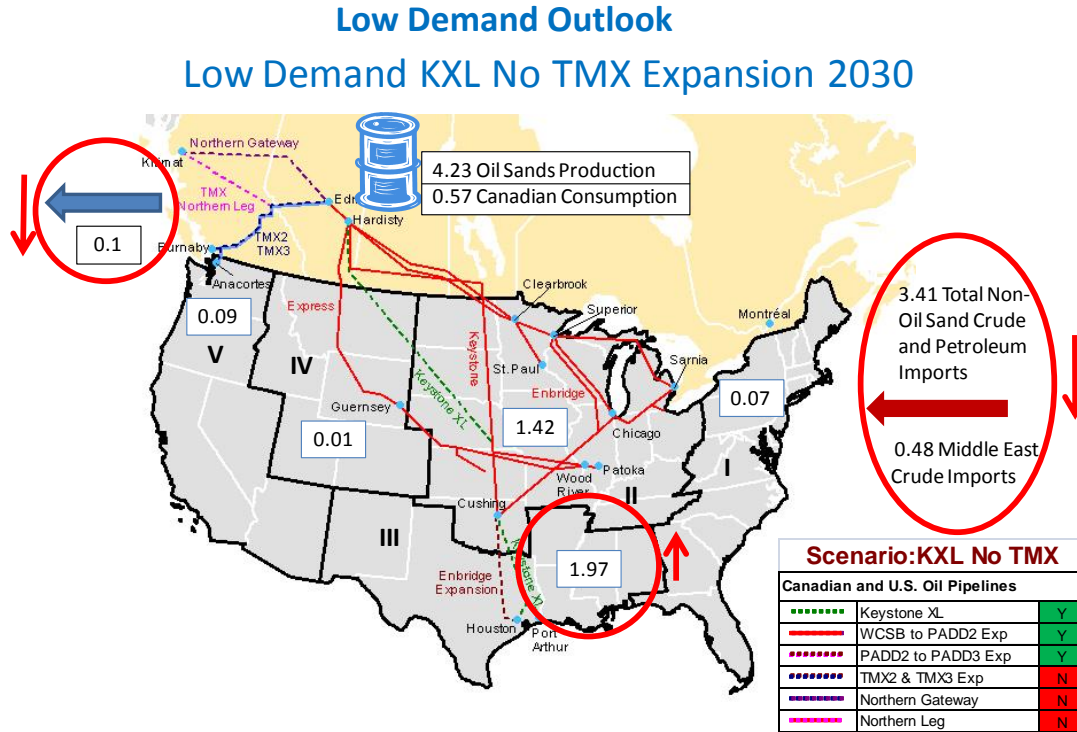 Low Demand Outlook
Low Demand KXL No TMX Expansion 2030
Northern Gateway
Kitimat
TMX
Northern Leg
4.23 Oil Sands Production
0.57 Canadian Consumption
Hardisty
0.1
TMX2
TMX3
Burnaby
Anacortes
Express
Clearbrook
Superior
Montréal
3.41 Total Non-
Oil Sand Crude
and Petroleum
Imports
0.09
V
IV
Keystone
St. Paul
Sarnia
Keystone XL
Enbridge
0.07
Guernsey
1.42
Chicago
0.01
0.48 Middle East
Crude Imports
Patoka
Wood
River
I
II
Cushing
III
Keystone XL
1.97
Enbridge
Expansion
Houston
Port
Arthur
Scenario:KXL No TMX
Canadian and U.S. Oil Pipelines
Keystone XL Y
WCSB to PADD2 Exp Y
PADD2 to PADD3 Exp Y
TMX2 & TMX3 Exp N
Northern Gateway N
Northern Leg N